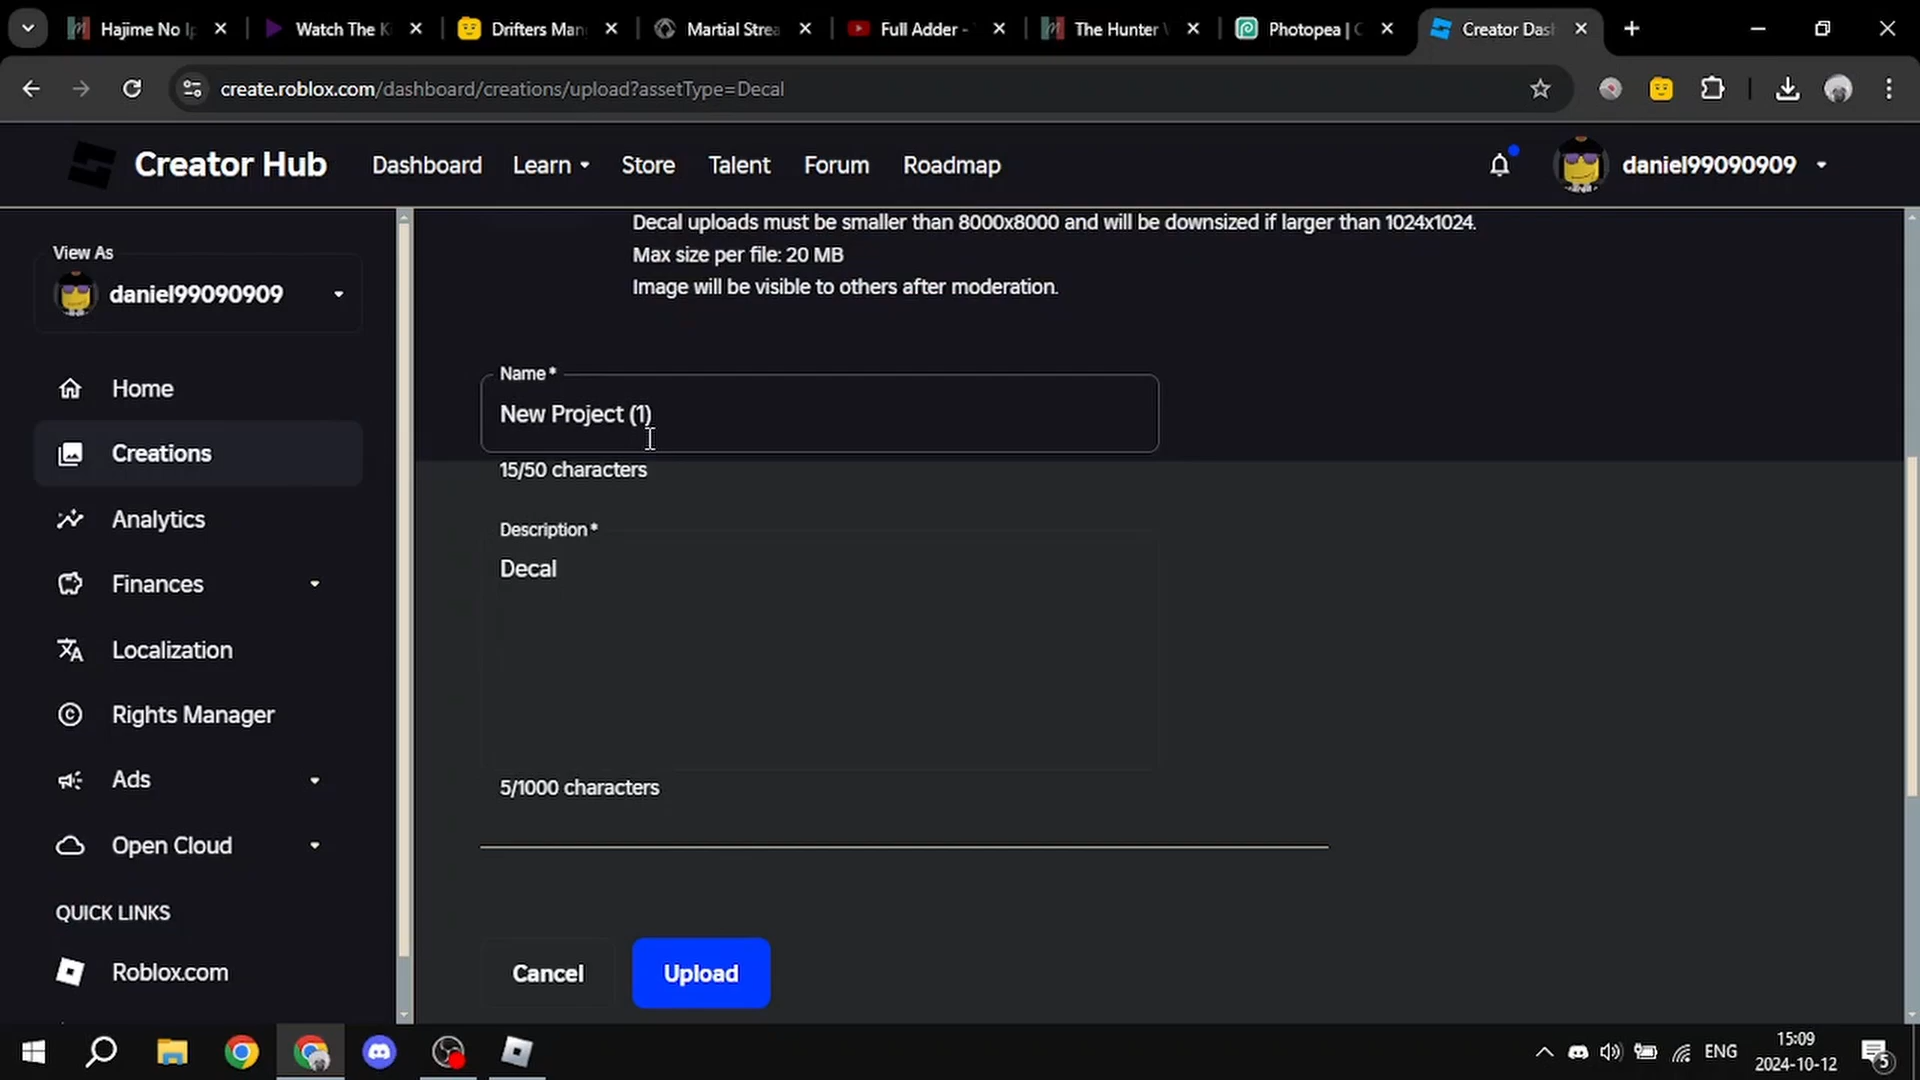 Hajime No Ip
Watch The K
Drifters Man
Martial Strea
Full Adder -
The Hunter
Photopea | C
Creator Das
create.roblox.com/dashboard/creations/upload?assetType=Decal
Creator Hub
Dashboard
Learn
Store
Talent
Forum
Roadmap
daniel99090909
View As
daniel99090909
Home
Creations
Analytics
Finances
Localization
Rights Manager
Ads
Open Cloud
QUICK LINKS
Roblox.com
Decal uploads must be smaller than 8000x8000 and will be downsized if larger than 1024x1024.
Max size per file: 20 MB
Image will be visible to others after moderation.
Name*
New Project (1)
15/50 characters
Description*
Decal
5/1000 characters
Cancel
Upload
ENG
15:09
2024-10-12
5